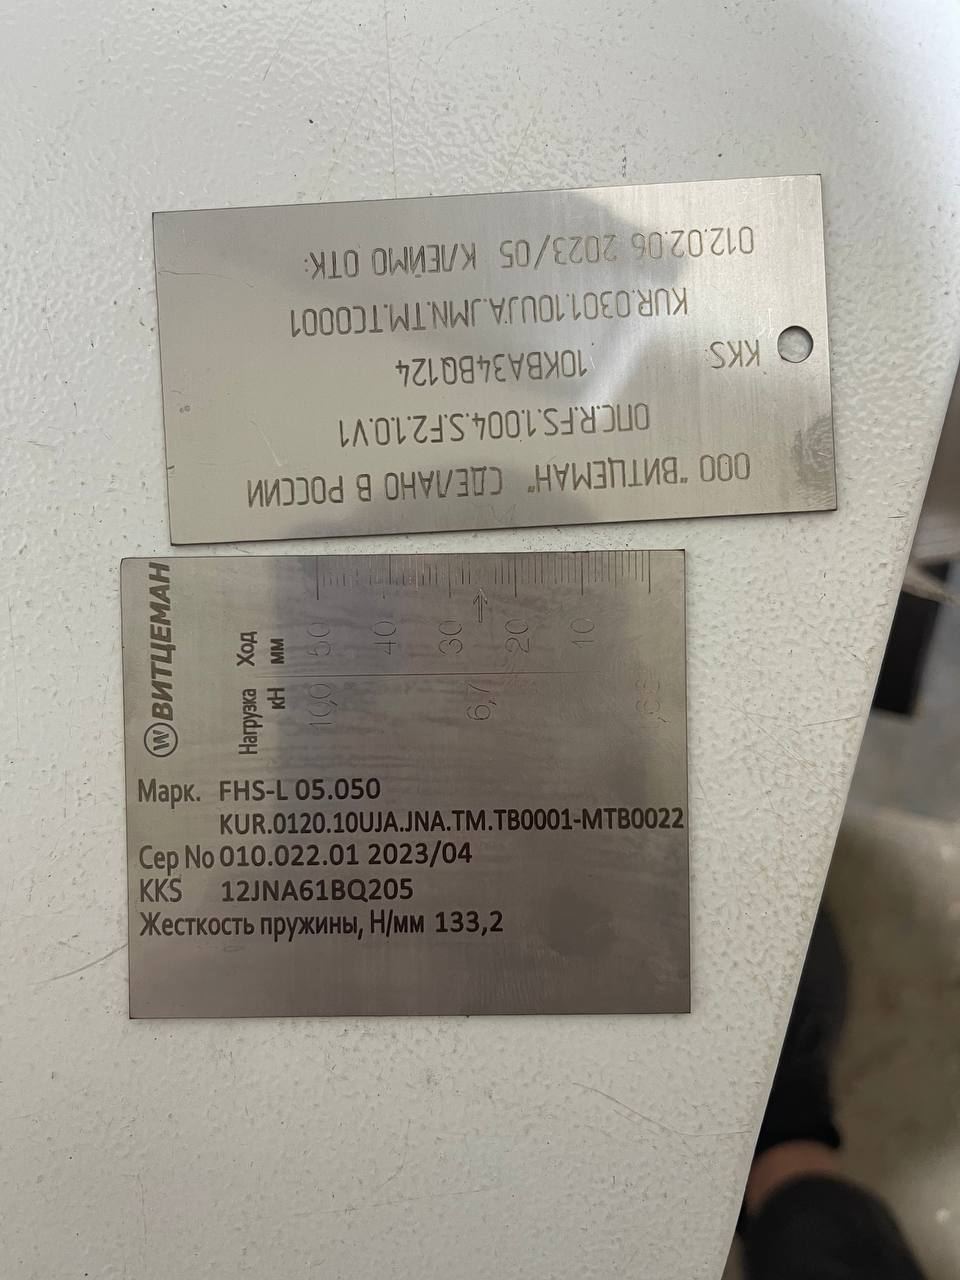 ООО "ВИТЦЕМАН" СДЕЛАНО В РОССИИ
ОПС.R.FS.1.004.S.F2.1.0.V1
KKS: 10KBA34BQ124
KUR.0301.10UJA.JMN.TM.TC0001
012.02.06 2023/05 КЛЕЙМО ОТК:
W ВИТЦЕМАН
Ход мм 50 40 30 20 10
Нагрузка кН 10,0 6,7
Марк. FHS-L 05.050
KUR.0120.10UJA.JNA.TM.TB0001-MTB0022
Сер No 010.022.01 2023/04
KKS 12JNA61BQ205
Жесткость пружины, Н/мм 133,2